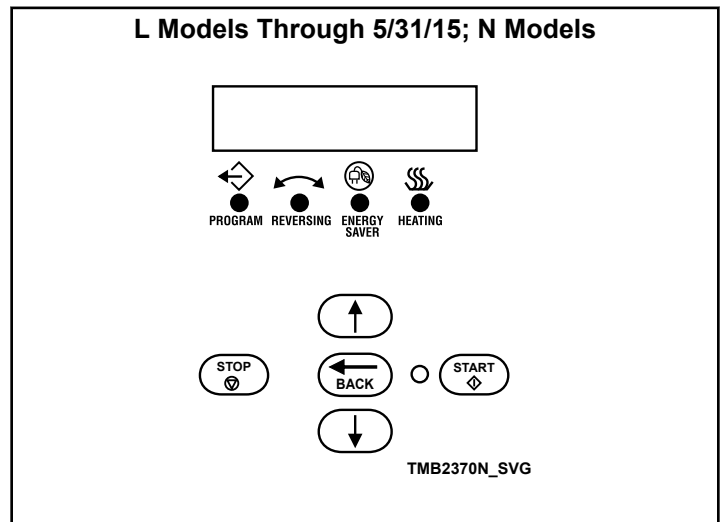 L Models Through 5/31/15; N Models
PROGRAM REVERSING ENERGY SAVER HEATING
STOP
BACK
START
TMB2370N_SVG